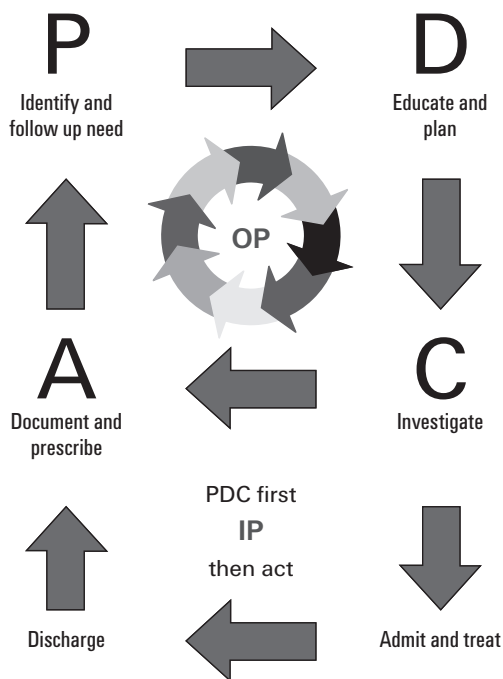 P
Identify and
follow up need
D
Educate and
plan
OP
A
Document and
prescribe
C
Investigate
PDC first
IP
then act
Discharge
Admit and treat